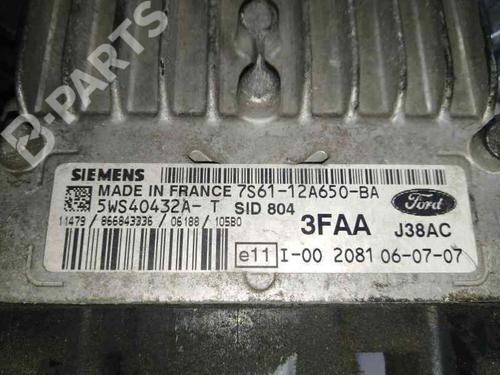 B-PARTS
SIEMENS
MADE IN FRANCE 7S61-12A650-BA
5WS40432A- T SID 804
11479 / 866843336 / 06188 / 105B0
3FAA
Ford
J38AC
e11 I-00 2081 06-07-07